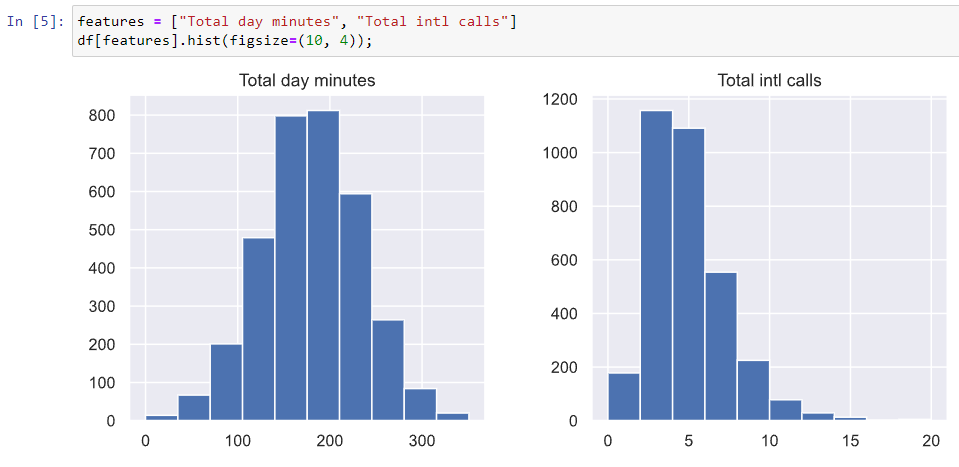 In [5]: features = ["Total day minutes", "Total intl calls"]
df[features].hist(figsize=(10, 4));
Total day minutes
800
700
600
500
400
300
200
100
0
0 100 200 300
Total intl calls
1200
1000
800
600
400
200
0
0 5 10 15 20